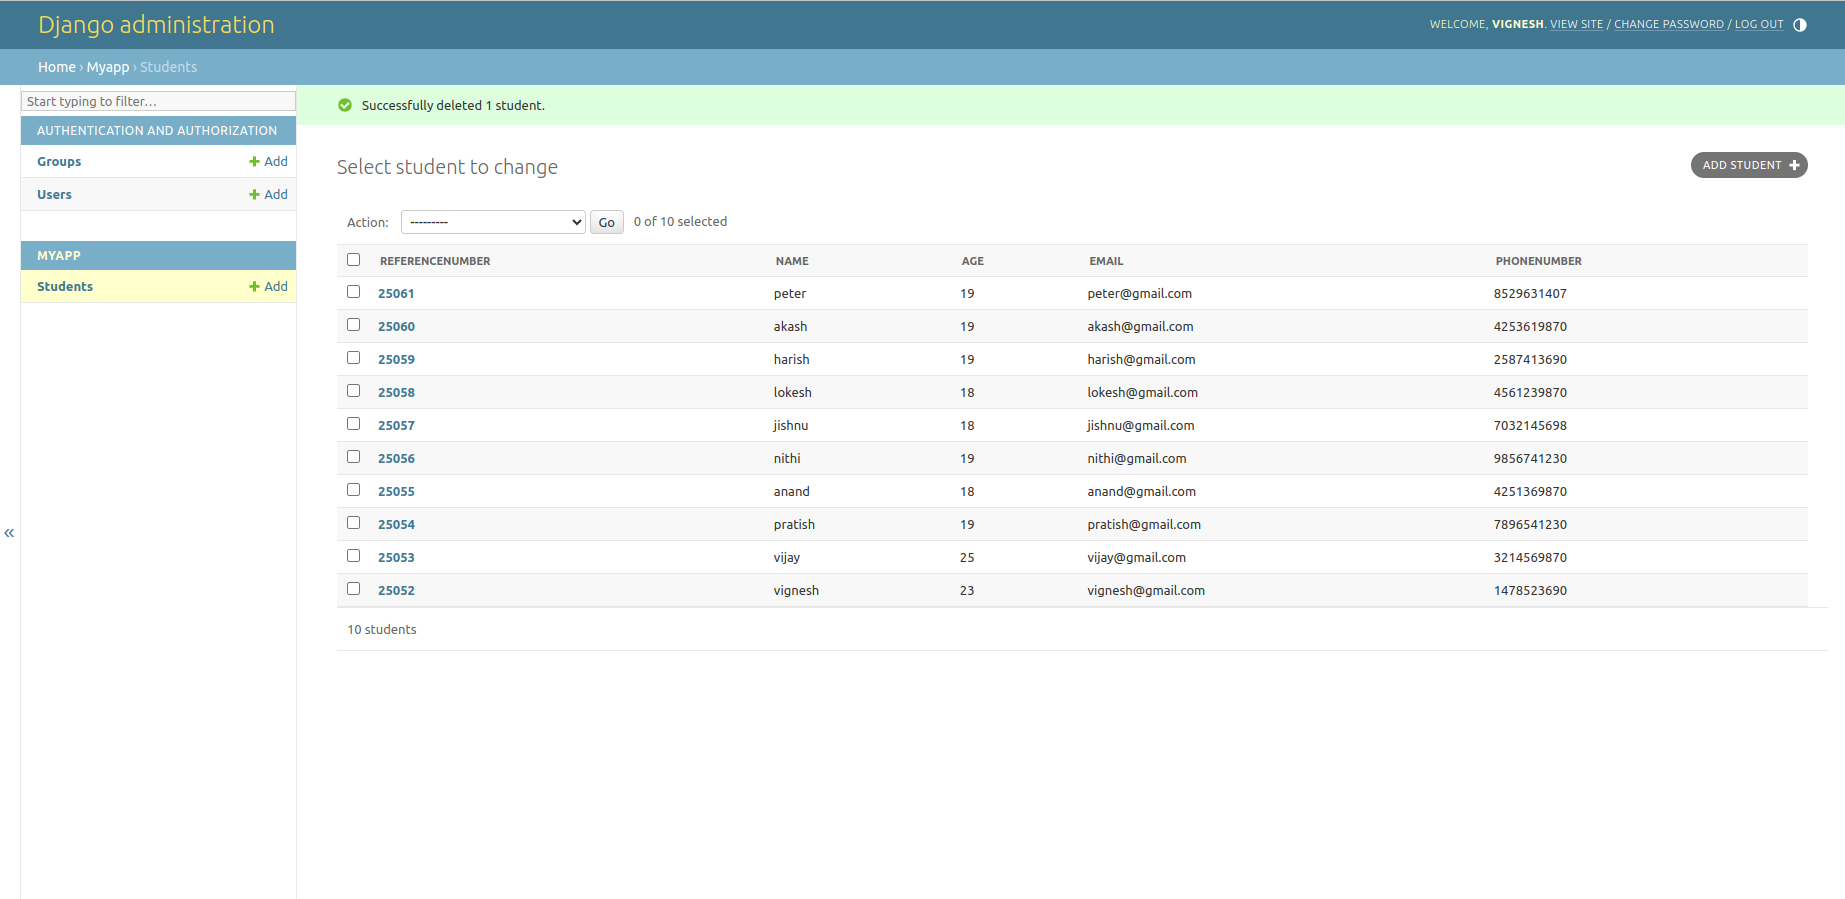 Django administration
WELCOME, VIGNESH. VIEW SITE / CHANGE PASSWORD / LOG OUT
Home › Myapp › Students
Start typing to filter...
Successfully deleted 1 student.
AUTHENTICATION AND AUTHORIZATION
Groups + Add
Users + Add
MYAPP
Students + Add
«
Select student to change
ADD STUDENT +
Action: --------- Go 0 of 10 selected
REFERENCENUMBER NAME AGE EMAIL PHONENUMBER
25061 peter 19 peter@gmail.com 8529631407
25060 akash 19 akash@gmail.com 4253619870
25059 harish 19 harish@gmail.com 2587413690
25058 lokesh 18 lokesh@gmail.com 4561239870
25057 jishnu 18 jishnu@gmail.com 7032145698
25056 nithi 19 nithi@gmail.com 9856741230
25055 anand 18 anand@gmail.com 4251369870
25054 pratish 19 pratish@gmail.com 7896541230
25053 vijay 25 vijay@gmail.com 3214569870
25052 vignesh 23 vignesh@gmail.com 1478523690
10 students